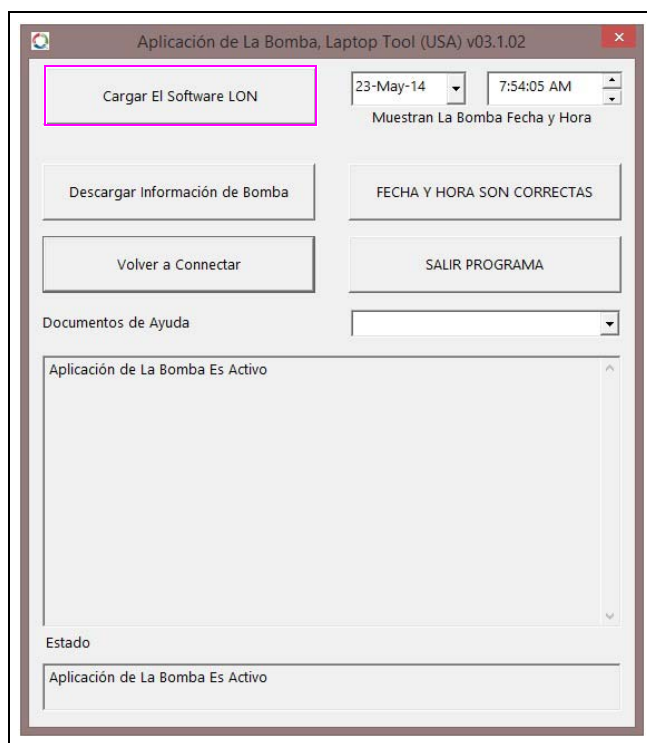 Aplicación de La Bomba, Laptop Tool (USA) v03.1.02
Cargar El Software LON
23-May-14
7:54:05 AM
Muestran La Bomba Fecha y Hora
Descargar Información de Bomba
FECHA Y HORA SON CORRECTAS
Volver a Connectar
SALIR PROGRAMA
Documentos de Ayuda
Aplicación de La Bomba Es Activo
Estado
Aplicación de La Bomba Es Activo